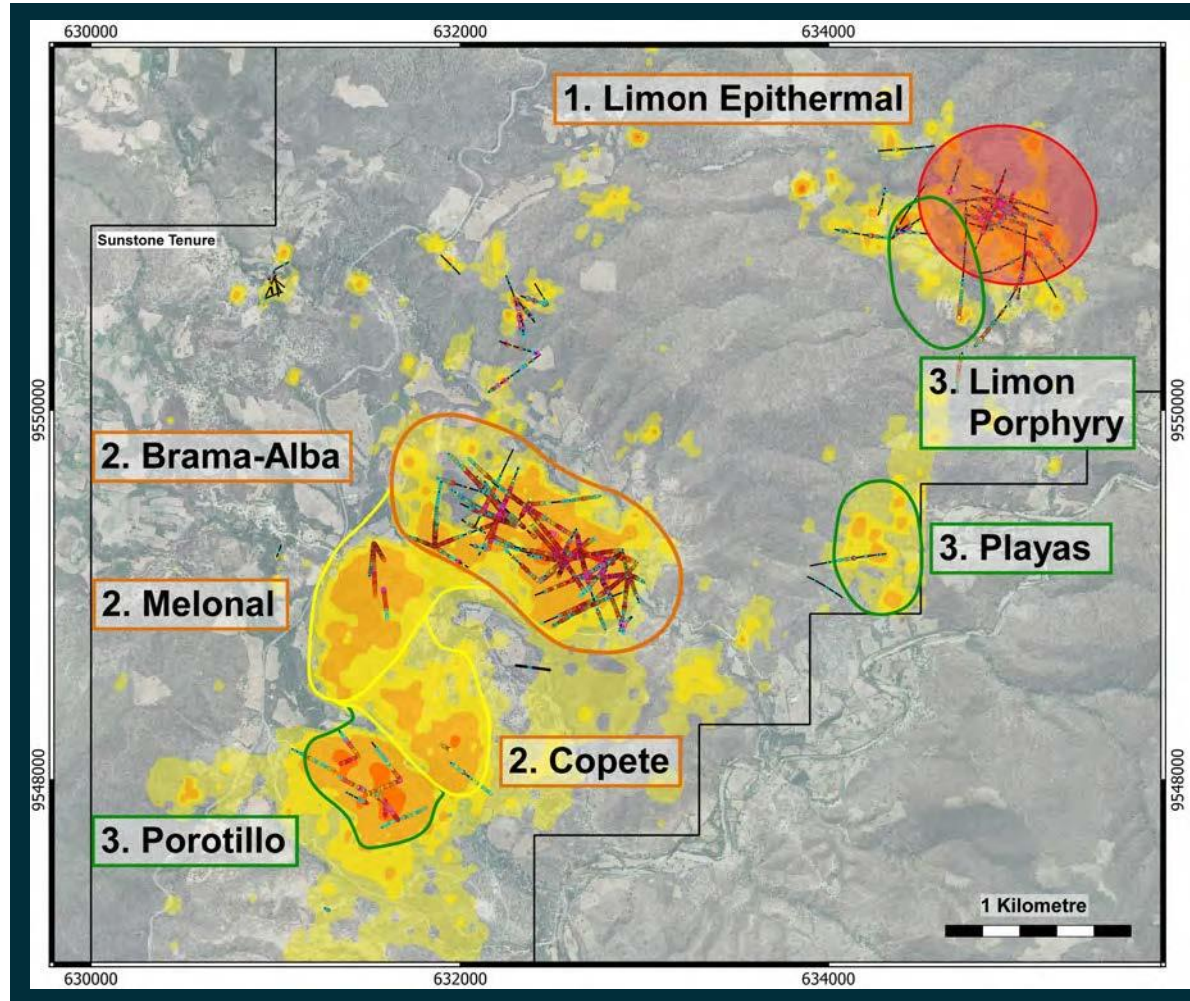 630000
632000
634000
1. Limon Epithermal
Sunstone Tenure
9550000
9550000
3. Limon
Porphyry
2. Brama-Alba
3. Playas
2. Melonal
2. Copete
9548000
9548000
3. Porotillo
1 Kilometre
630000
632000
634000